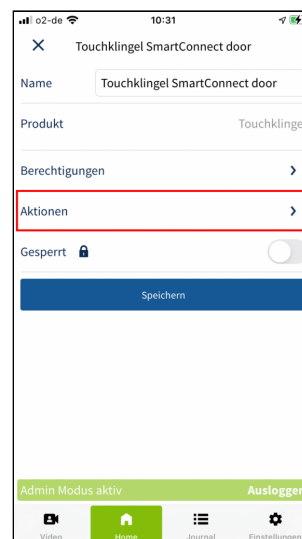 o2-de 10:31
Touchklingel SmartConnect door
Name Touchklingel SmartConnect door
Produkt Touchklinge
Berechtigungen
Aktionen
Gesperrt
Speichern
Admin Modus aktiv Auslogger
Video Home Journal Einstellungen